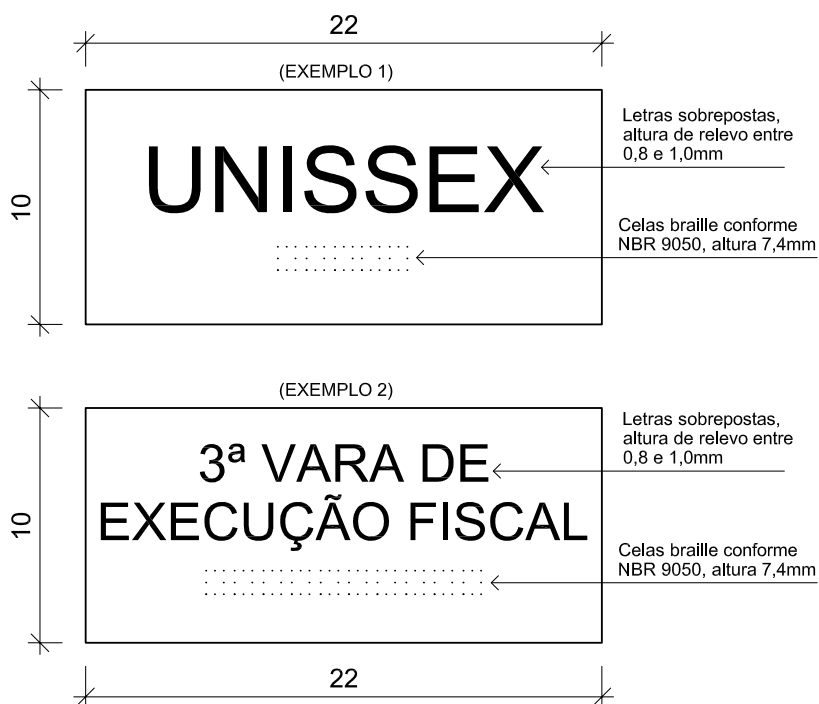 22
(EXEMPLO 1)
10
UNISSEX
Letras sobrepostas,
altura de relevo entre
0,8 e 1,0mm
Celas braille conforme
NBR 9050, altura 7,4mm
(EXEMPLO 2)
10
3ª VARA DE
EXECUÇÃO FISCAL
Letras sobrepostas,
altura de relevo entre
0,8 e 1,0mm
Celas braille conforme
NBR 9050, altura 7,4mm
22